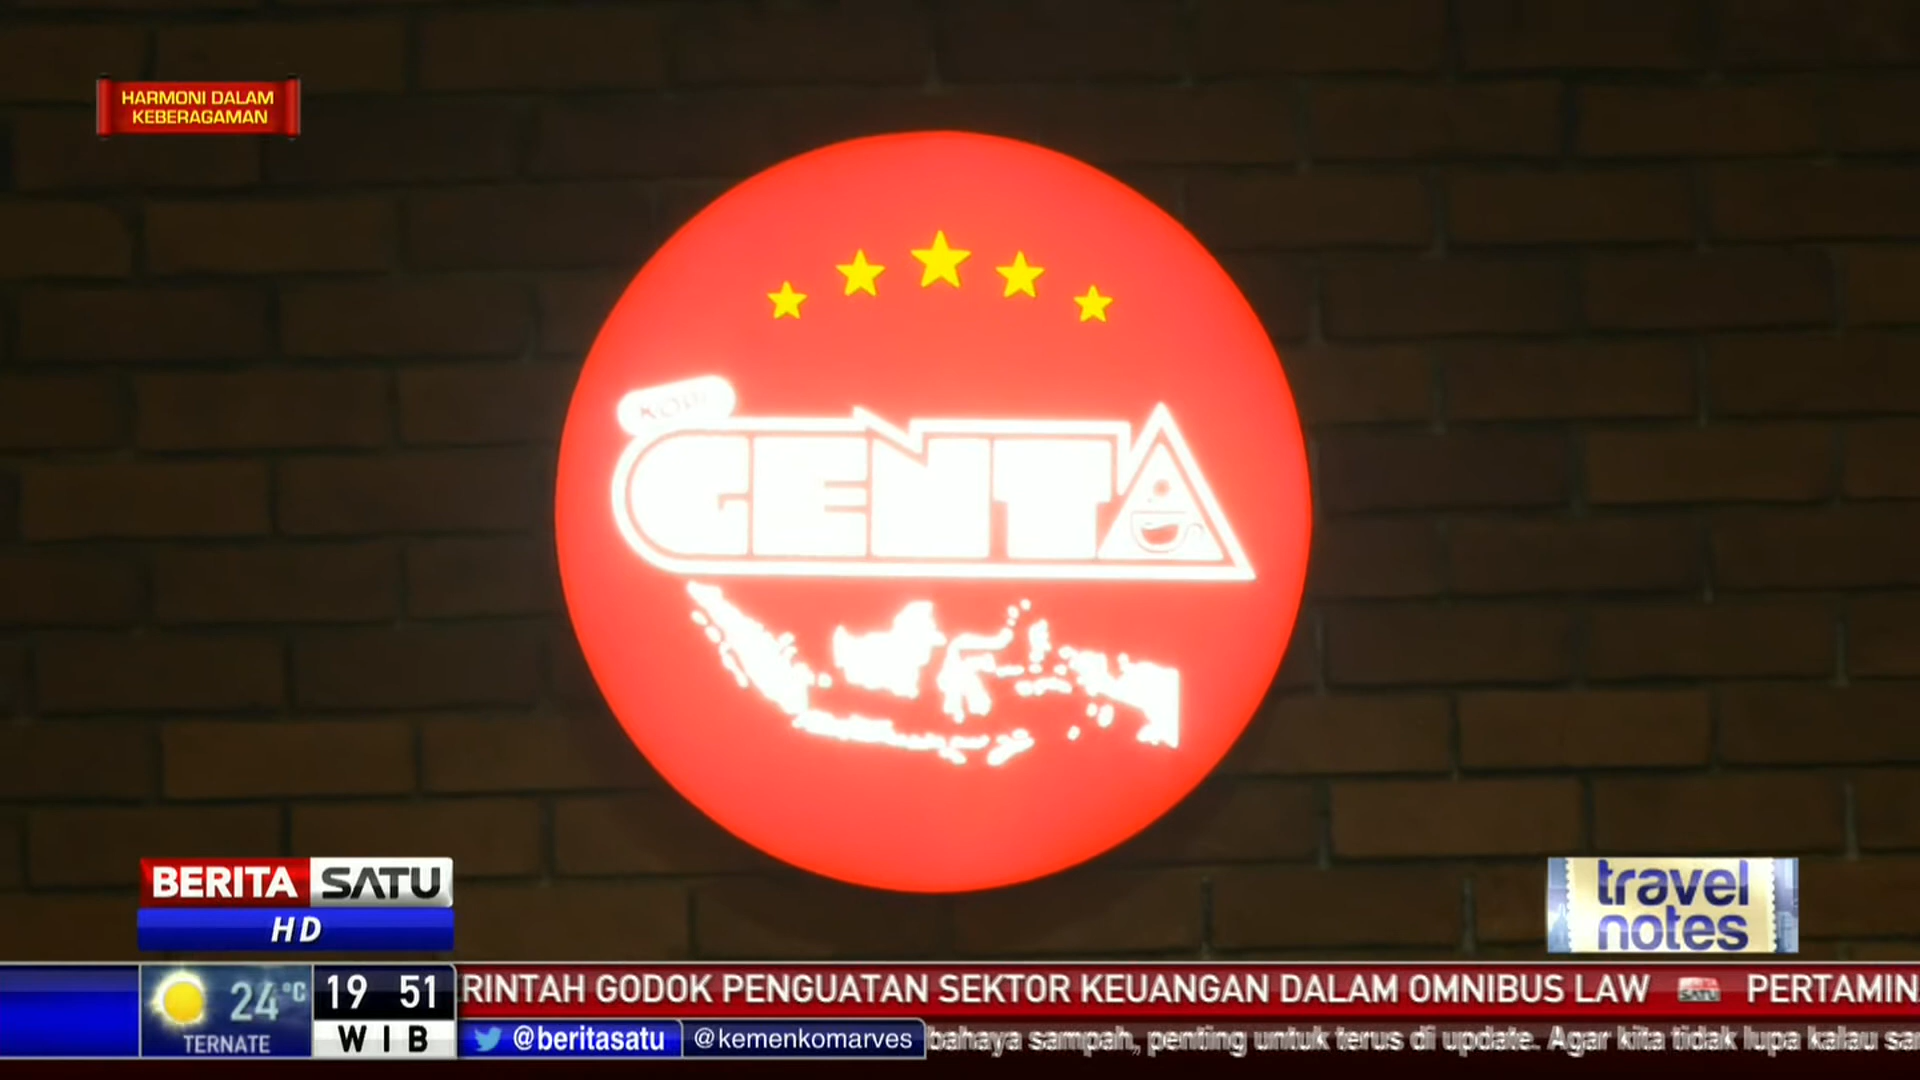 HARMONI DALAM
KEBERAGAMAN
KOPI
GENTA
BERITA SATU
HD
travel
notes
24°C
TERNATE
19 51
WIB
RINTAH GODOK PENGUATAN SEKTOR KEUANGAN DALAM OMNIBUS LAW
SATU
PERTAMIN
@beritasatu
@kemenkomarves
bahaya sampah, penting untuk terus di update. Agar kita tidak lupa kalau sa